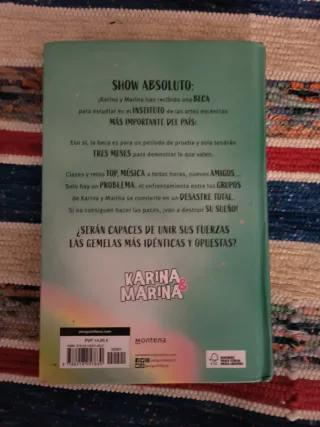 SHOW ABSOLUTO:
¡Karina y Marina han recibido una BECA
para estudiar en el INSTITUTO de las artes escénicas
MÁS IMPORTANTE DEL PAÍS!
Eso sí, la beca es para un período de prueba y solo tendrán
TRES MESES para demostrar lo que valen.
Clases y retos TOP, MÚSICA a todas horas, nuevos AMIGOS...
Solo hay un PROBLEMA: el enfrentamiento entre los GRUPOS
de Karina y Marina se convierte en un DESASTRE TOTAL.
Si no consiguen hacer las paces, ¡van a destruir SU SUEÑO!
¿SERÁN CAPACES DE UNIR SUS FUERZAS
LAS GEMELAS MÁS IDÉNTICAS Y OPUESTAS?
KARINA
&
MARINA
montena